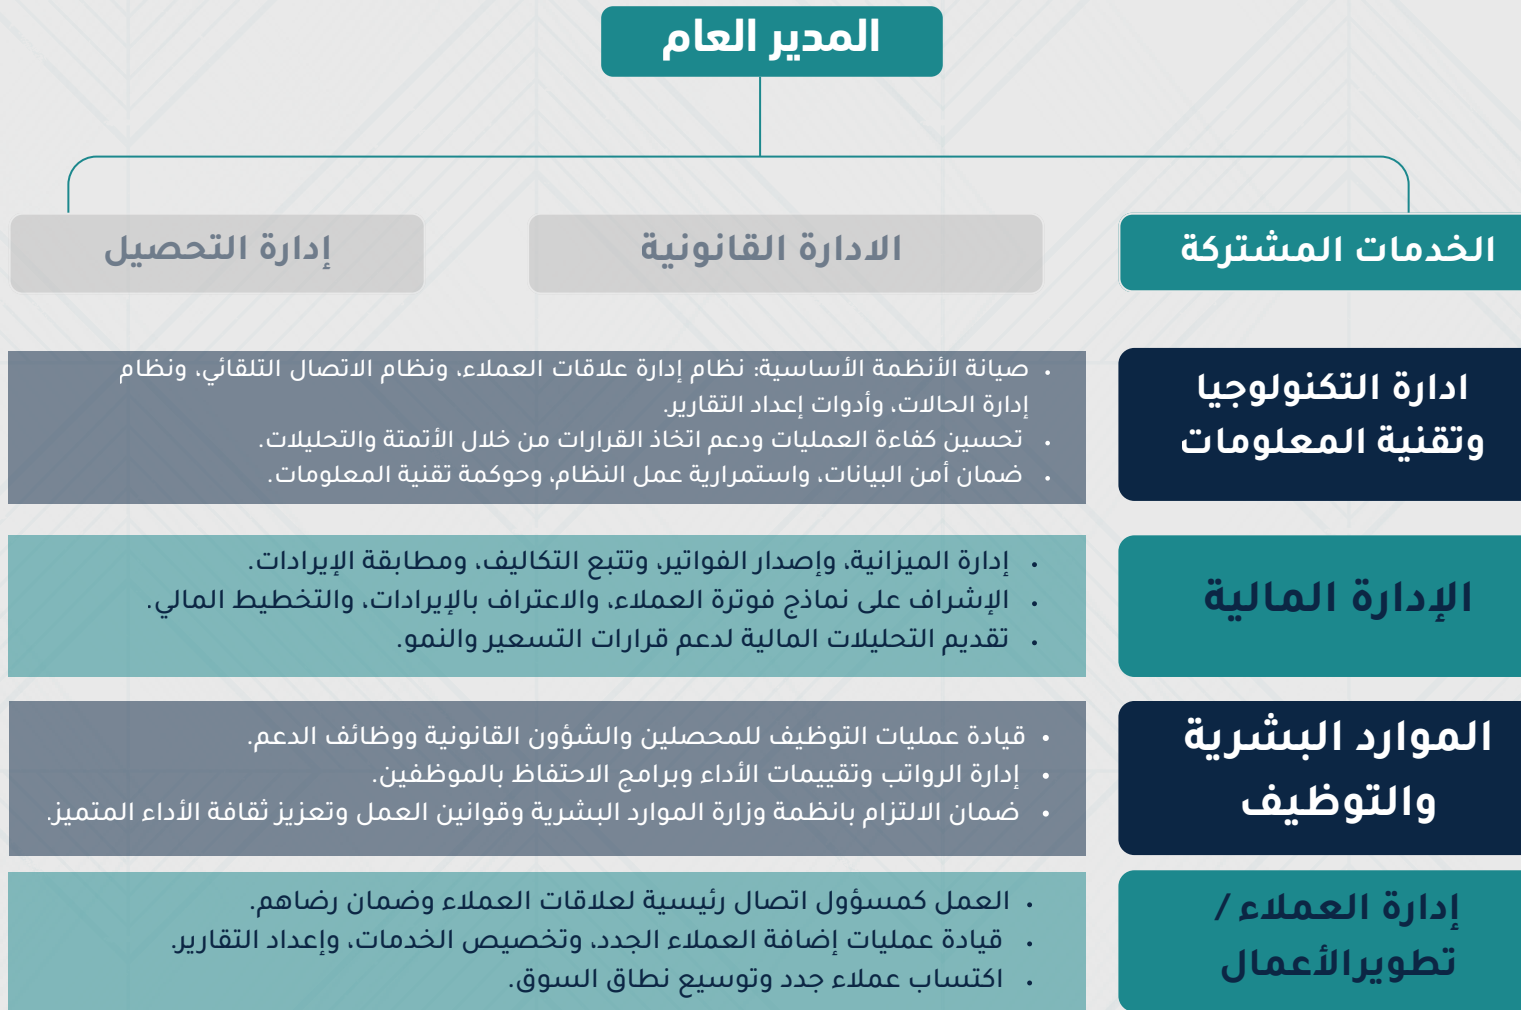 المدير العام
الخدمات المشتركة
الادارة القانونية
إدارة التحصيل
ادارة التكنولوجيا
وتقنية المعلومات
• صيانة الأنظمة الأساسية: نظام إدارة علاقات العملاء، ونظام الاتصال التلقائي، ونظام
إدارة الحالات، وأدوات إعداد التقارير.
• تحسين كفاءة العمليات ودعم اتخاذ القرارات من خلال الأتمتة والتحليلات.
• ضمان أمن البيانات، واستمرارية عمل النظام، وحوكمة تقنية المعلومات.
الإدارة المالية
• إدارة الميزانية، وإصدار الفواتير، وتتبع التكاليف، ومطابقة الإيرادات.
• الإشراف على نماذج فوترة العملاء، والاعتراف بالإيرادات، والتخطيط المالي.
• تقديم التحليلات المالية لدعم قرارات التسعير والنمو.
الموارد البشرية
والتوظيف
• قيادة عمليات التوظيف للمحصلين والشؤون القانونية ووظائف الدعم.
• إدارة الرواتب وتقييمات الأداء وبرامج الاحتفاظ بالموظفين.
• ضمان الالتزام بانظمة وزارة الموارد البشرية وقوانين العمل وتعزيز ثقافة الأداء المتميز.
إدارة العملاء /
تطويرالأعمال
• العمل كمسؤول اتصال رئيسية لعلاقات العملاء وضمان رضاهم.
• قيادة عمليات إضافة العملاء الجدد، وتخصيص الخدمات، وإعداد التقارير.
• اكتساب عملاء جدد وتوسيع نطاق السوق.